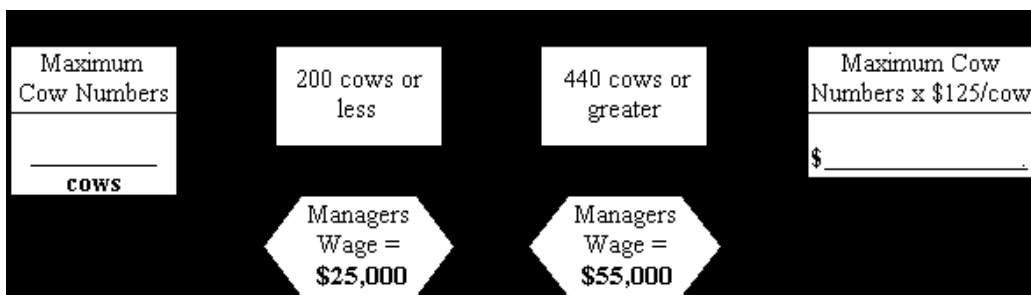 Maximum
Cow Numbers
cows
200 cows or
less
Managers
Wage =
$25,000
440 cows or
greater
Managers
Wage =
$55,000
Maximum Cow
Numbers x $125/cow
$____________________.